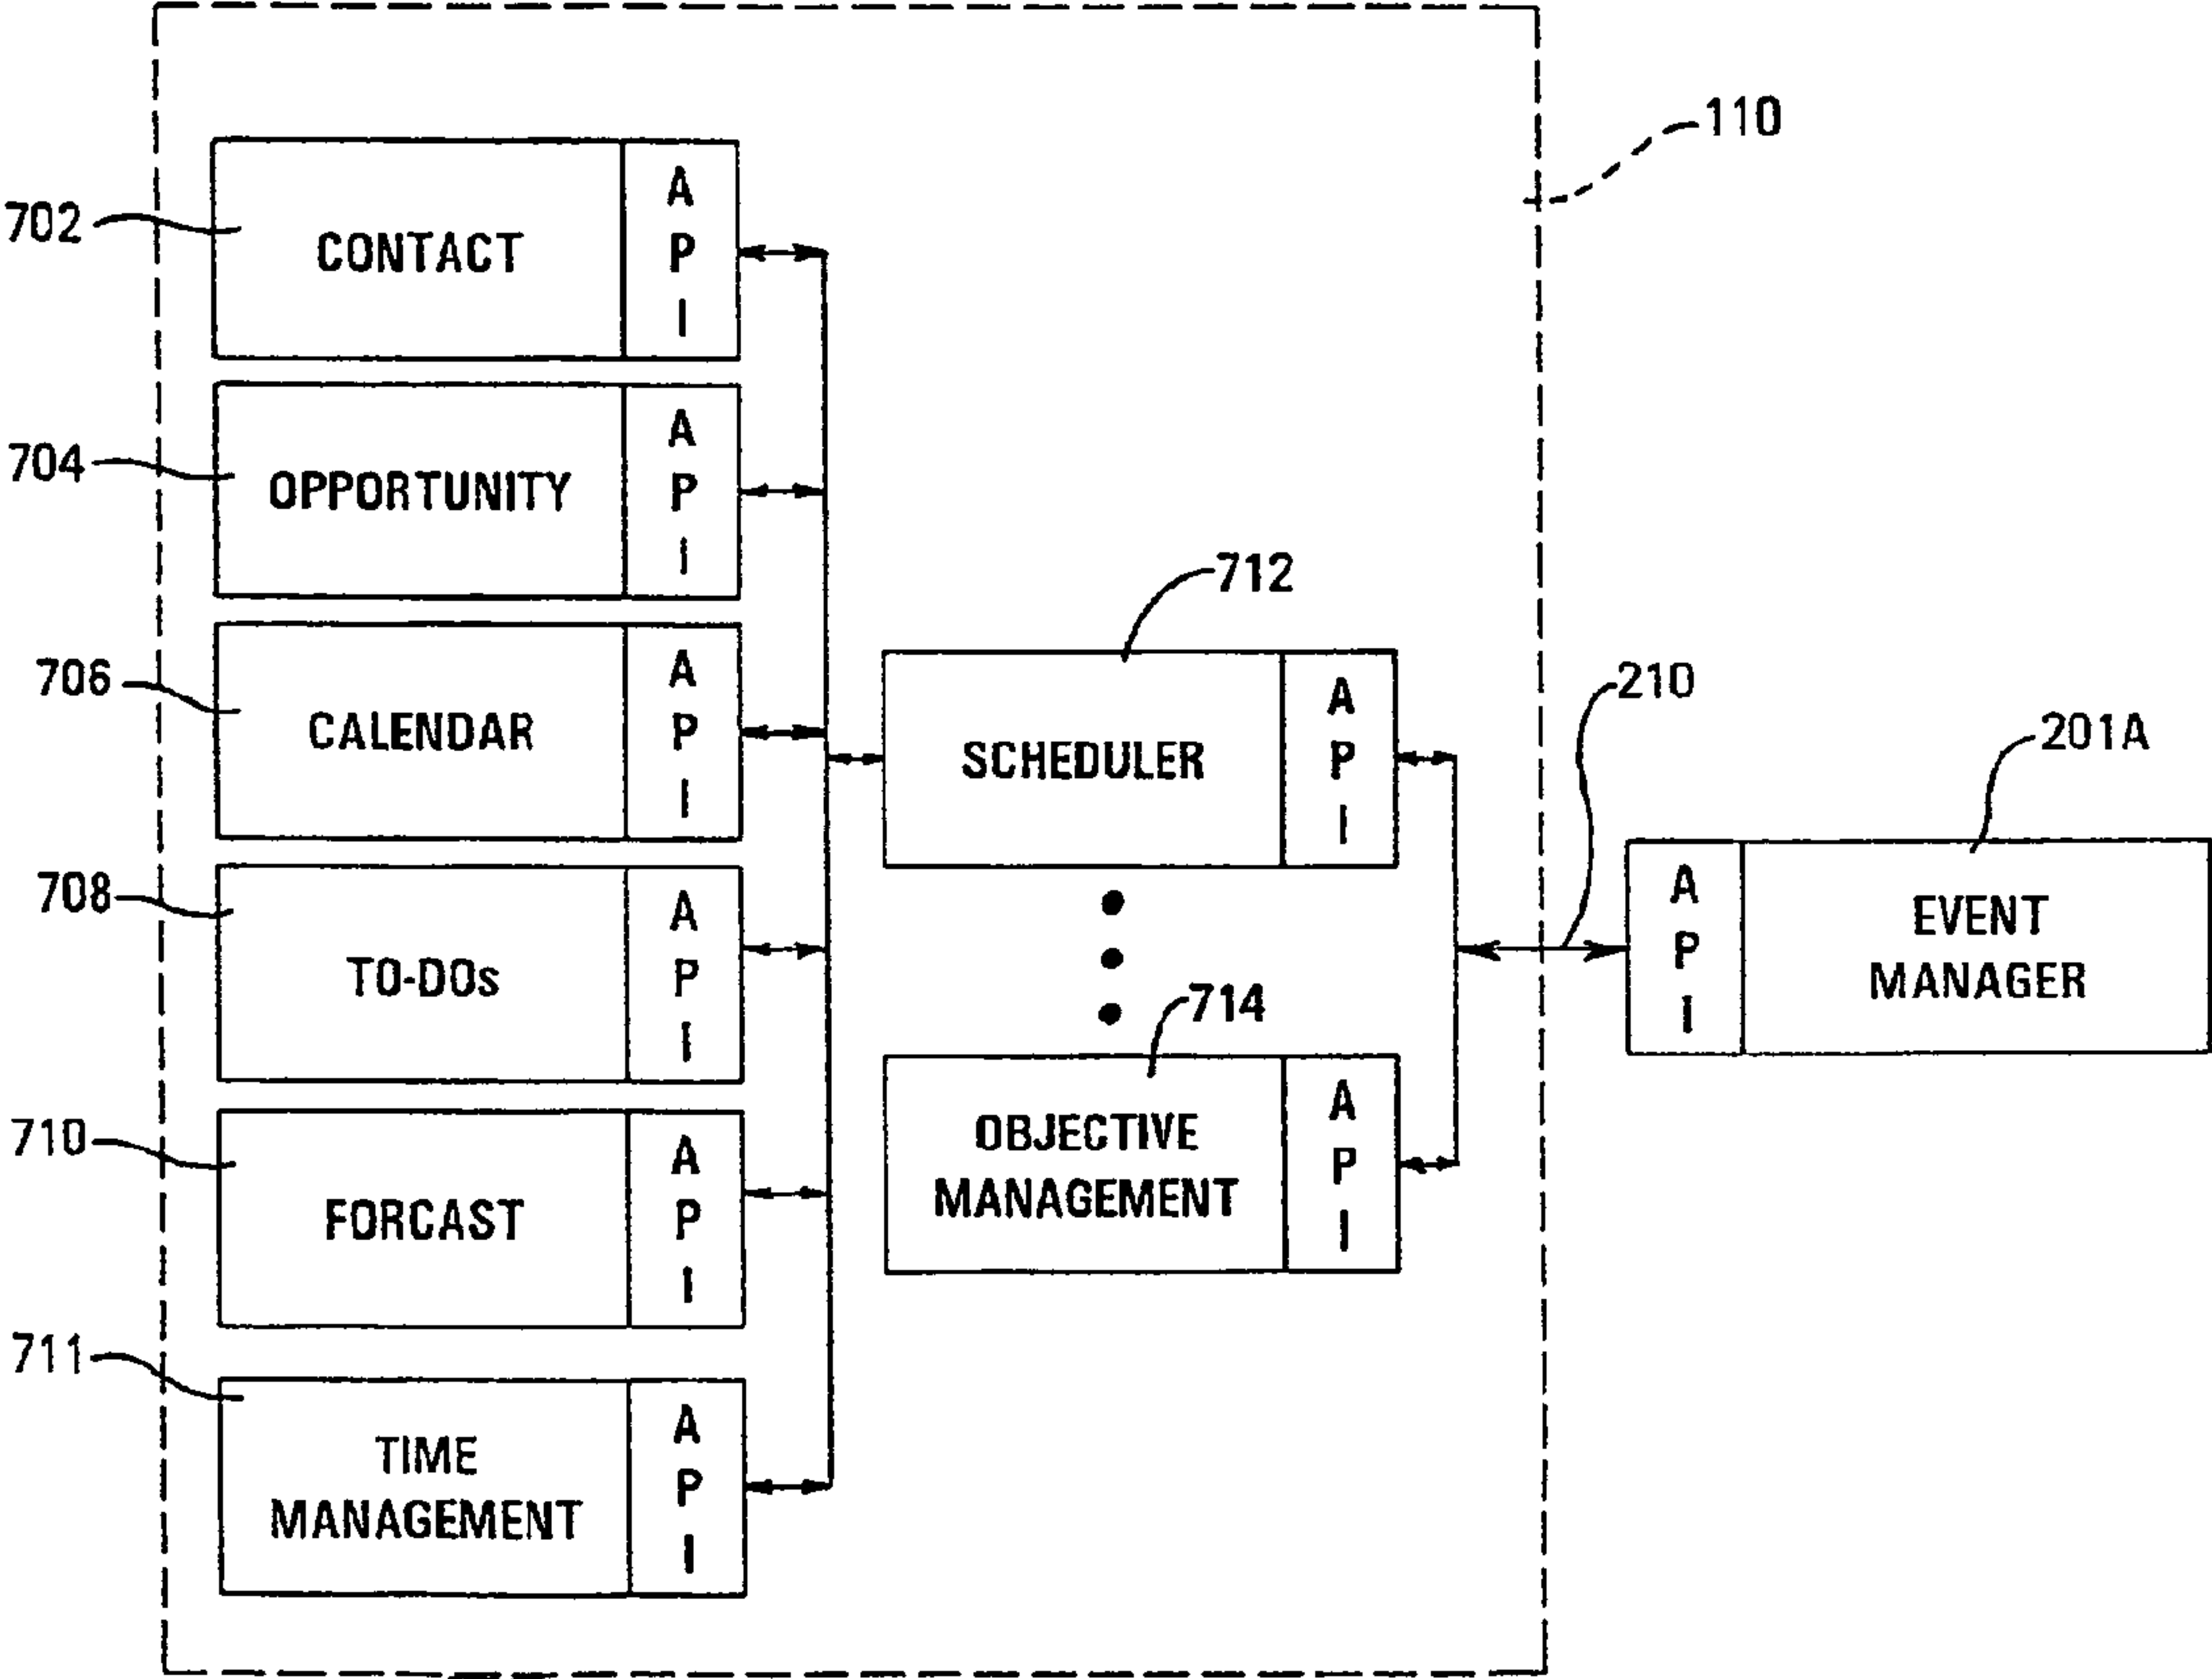 110
702
CONTACT
A
P
I
704
OPPORTUNITY
A
P
I
706
CALENDAR
A
P
I
708
TO-DOs
A
P
I
710
FORCAST
A
P
I
711
TIME
MANAGEMENT
A
P
I
712
SCHEDULER
A
P
I
714
OBJECTIVE
MANAGEMENT
A
P
I
210
201A
A
P
I
EVENT
MANAGER